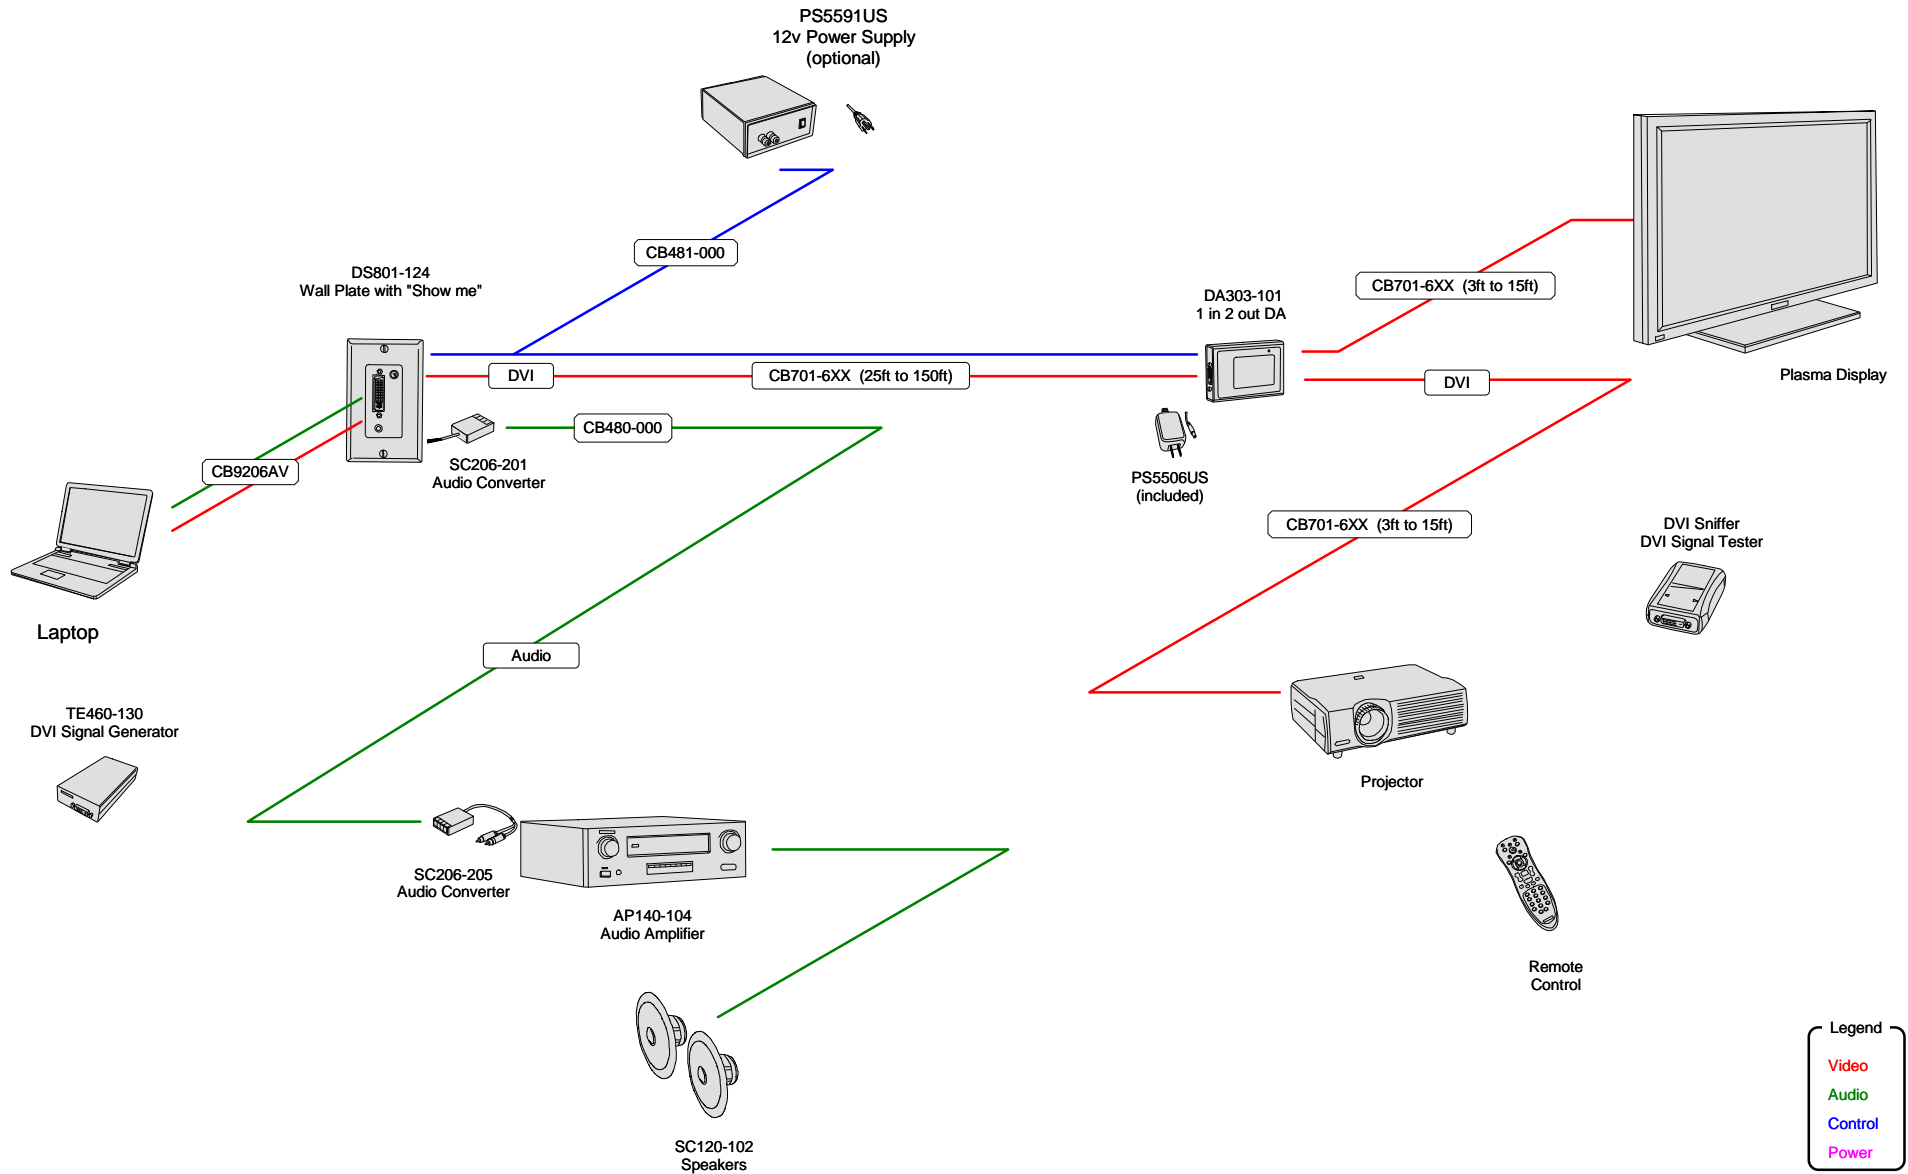 PS5591US
12v Power Supply
(optional)
CB481-000
DS801-124
Wall Plate with "Show me"
CB701-6XX (3ft to 15ft)
DA303-101
1 in 2 out DA
DVI
CB701-6XX (25ft to 150ft)
DVI
Plasma Display
CB480-000
CB9206AV
SC206-201
Audio Converter
PS5506US
(included)
CB701-6XX (3ft to 15ft)
DVI Sniffer
DVI Signal Tester
Laptop
Audio
TE460-130
DVI Signal Generator
Projector
SC206-205
Audio Converter
AP140-104
Audio Amplifier
Remote
Control
SC120-102
Speakers
Legend
Video
Audio
Control
Power